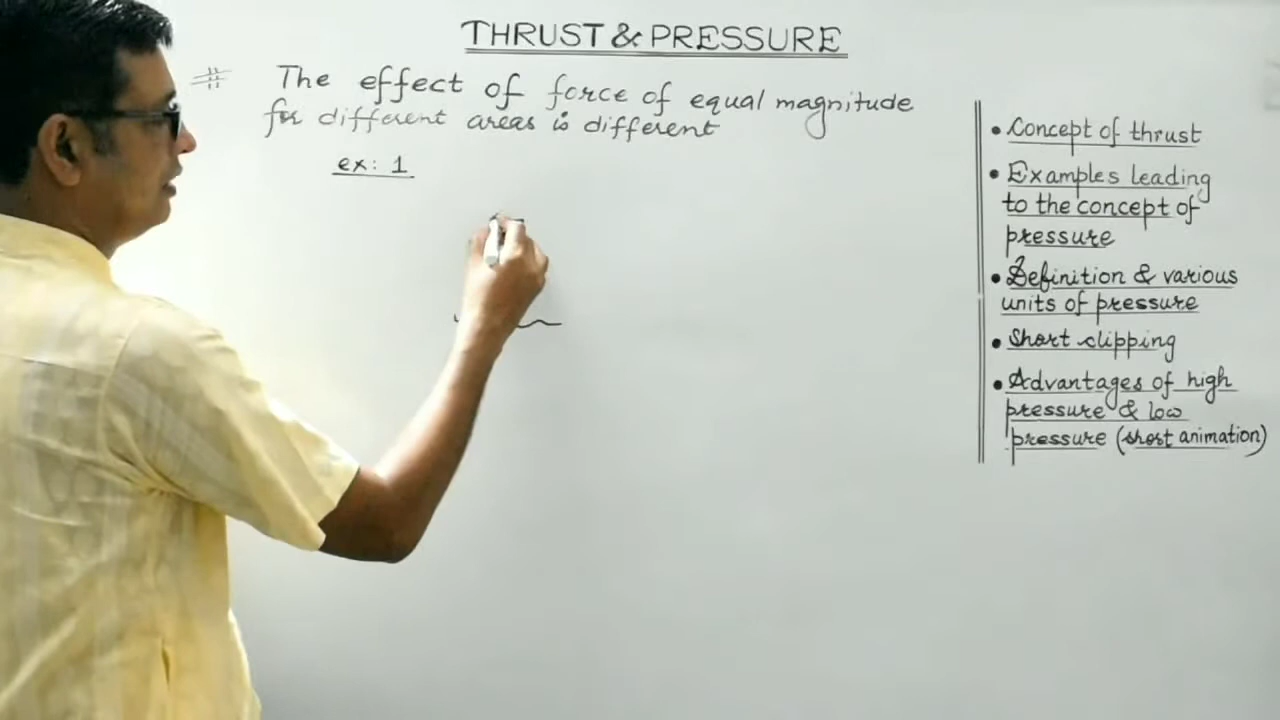 THRUST & PRESSURE
# The effect of force of equal magnitude
for different areas is different
ex: 1
• Concept of thrust
• Examples leading
to the concept of
pressure
• Definition & various
units of pressure
• Short clipping
• Advantages of high
pressure & low
pressure (short animation)